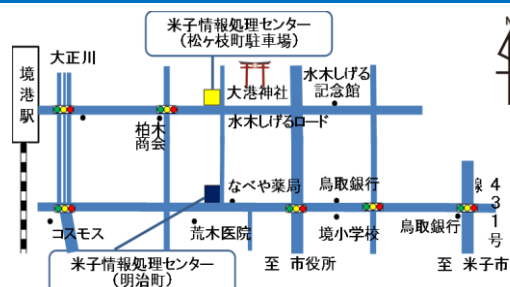 米子情報処理センター
(松ヶ枝町駐車場)
N
境港駅
大正川
大港神社
水木しげる
記念館
柏木
商会
水木しげるロード
なべや薬局
鳥取銀行
線431号
コスモス
荒木医院
境小学校
鳥取銀行
米子情報処理センター
(明治町)
至 市役所
至 米子市